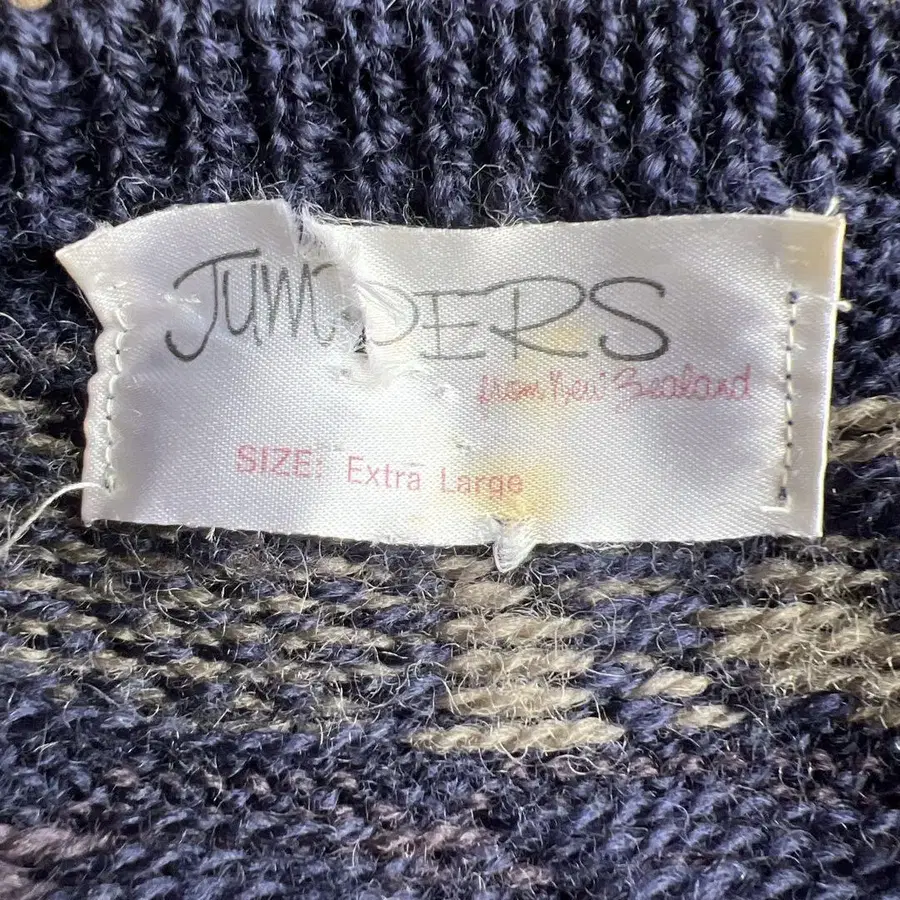 JUMPERS
from New Zealand
SIZE: Extra Large